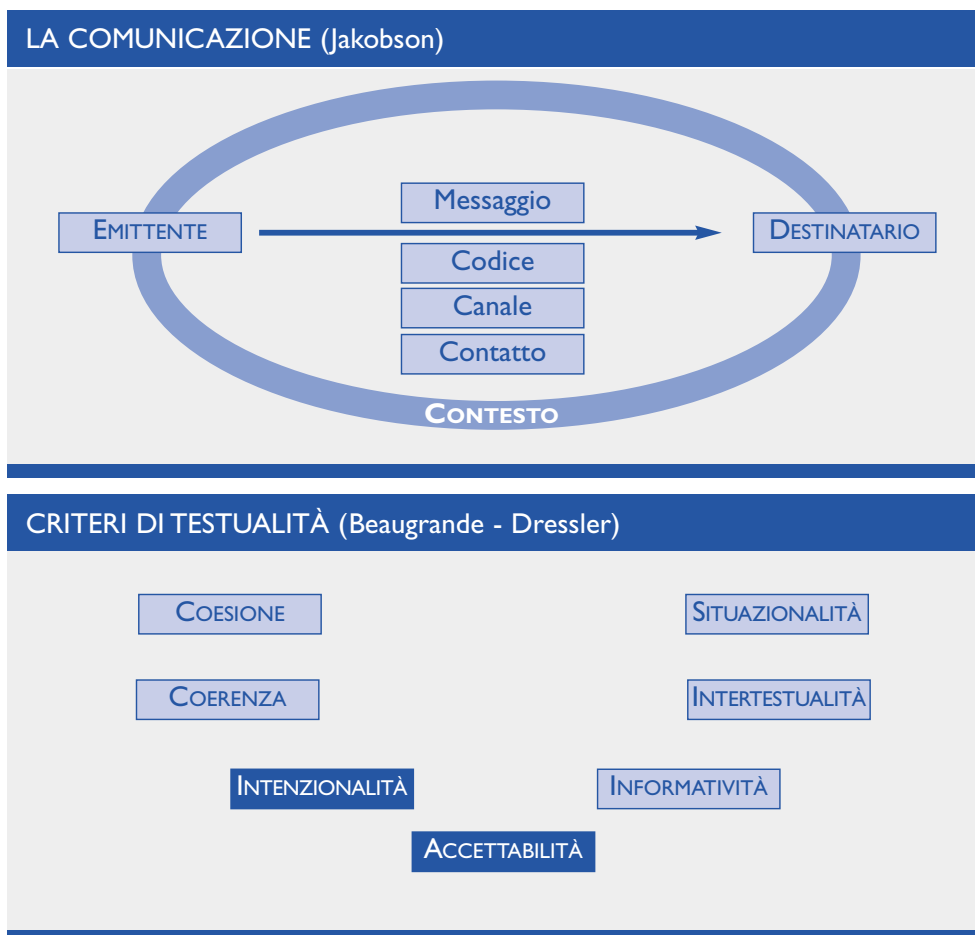 LA COMUNICAZIONE (Jakobson)
Messaggio
EMITTENTE
DESTINATARIO
Codice
Canale
Contatto
CONTESTO
CRITERI DI TESTUALITÀ (Beaugrande - Dressler)
COESIONE
SITUAZIONALITÀ
COERENZA
INTERTESTUALITÀ
INTENZIONALITÀ
INFORMATIVITÀ
ACCETTABILITÀ